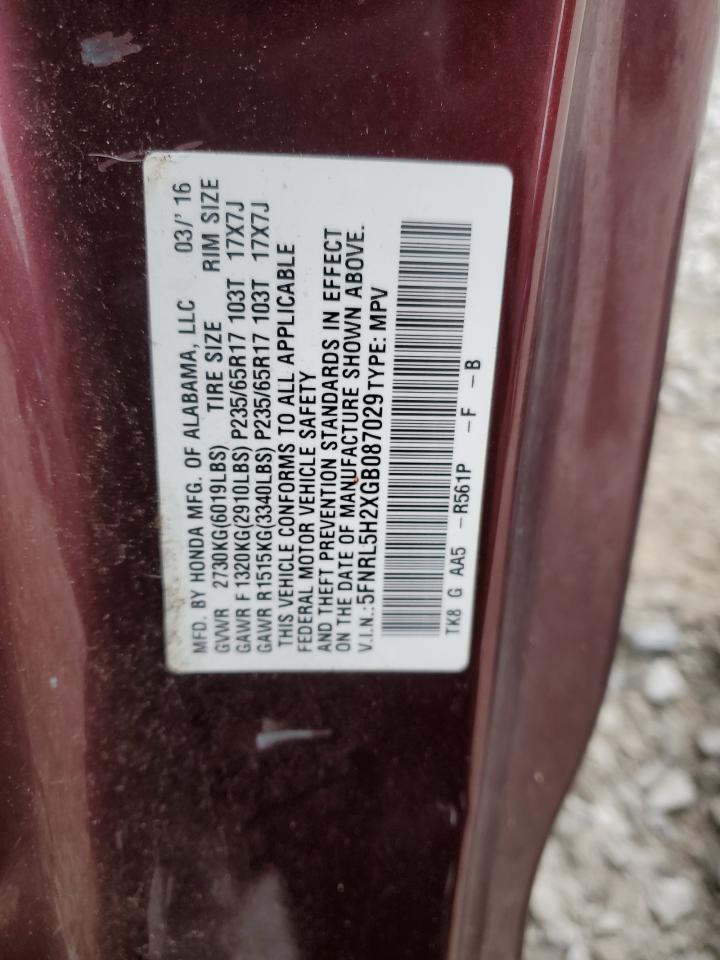 MFD. BY HONDA MFG. OF ALABAMA, LLC 03/'16
GVWR 2730KG(6019LBS) TIRE SIZE RIM SIZE
GAWR F 1320KG(2910LBS) P235/65R17 103T 17X7J
GAWR R1515KG(3340LBS) P235/65R17 103T 17X7J
THIS VEHICLE CONFORMS TO ALL APPLICABLE
FEDERAL MOTOR VEHICLE SAFETY
AND THEFT PREVENTION STANDARDS IN EFFECT
ON THE DATE OF MANUFACTURE SHOWN ABOVE.
V.I.N.:5FNRL5H2XGB087029 TYPE: MPV
TK8 G AA5 -R561P -F -B